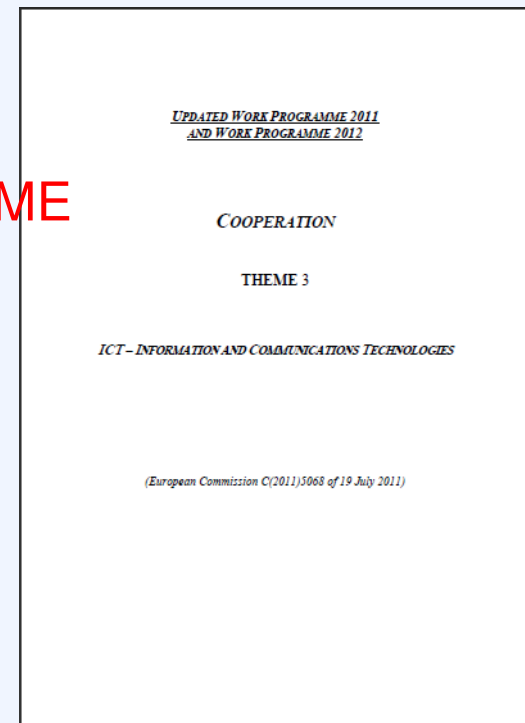 UPDATED WORK PROGRAMME 2011
AND WORK PROGRAMME 2012
ME
COOPERATION
THEME 3
ICT – INFORMATION AND COMMUNICATIONS TECHNOLOGIES
(European Commission C(2011)5068 of 19 July 2011)